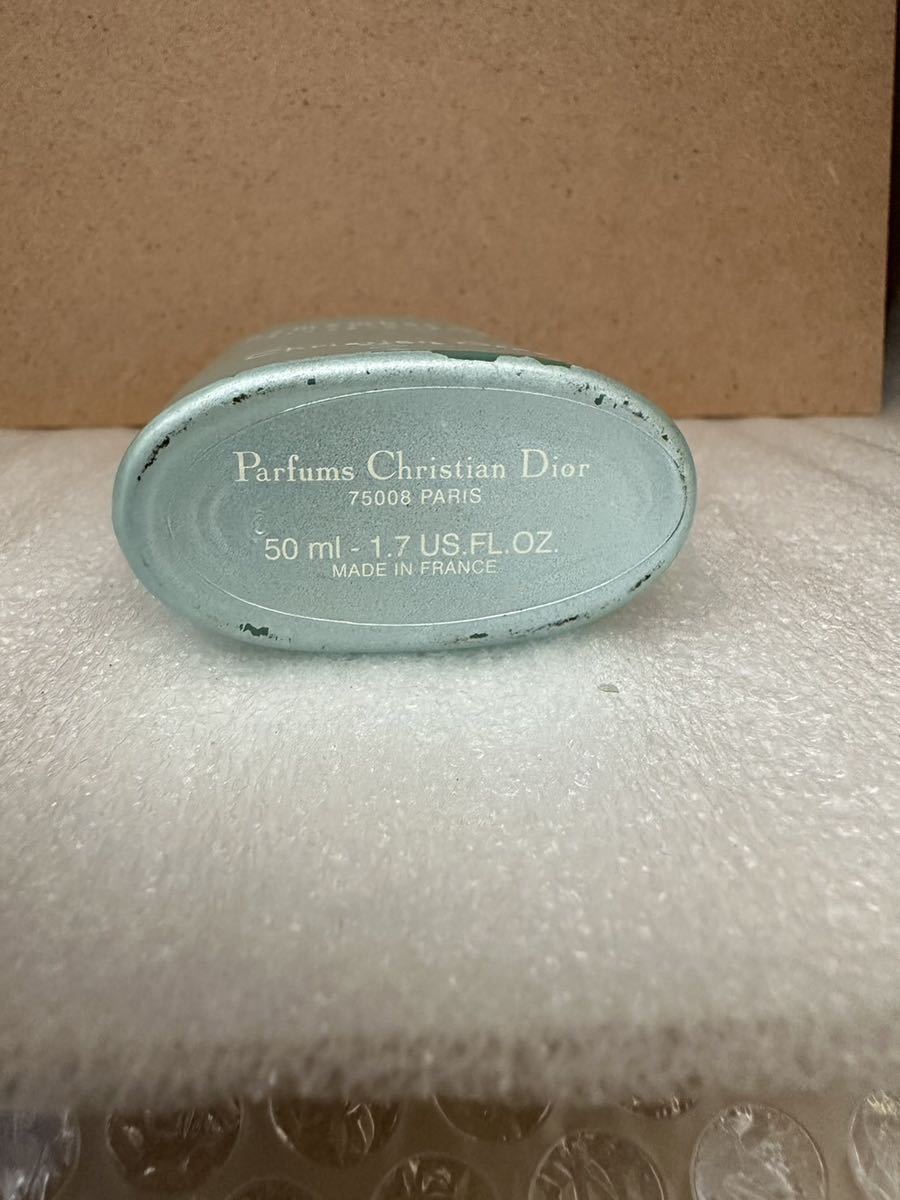 Parfums Christian Dior
75008 PARIS
50 ml - 1.7 US.FL.OZ.
MADE IN FRANCE